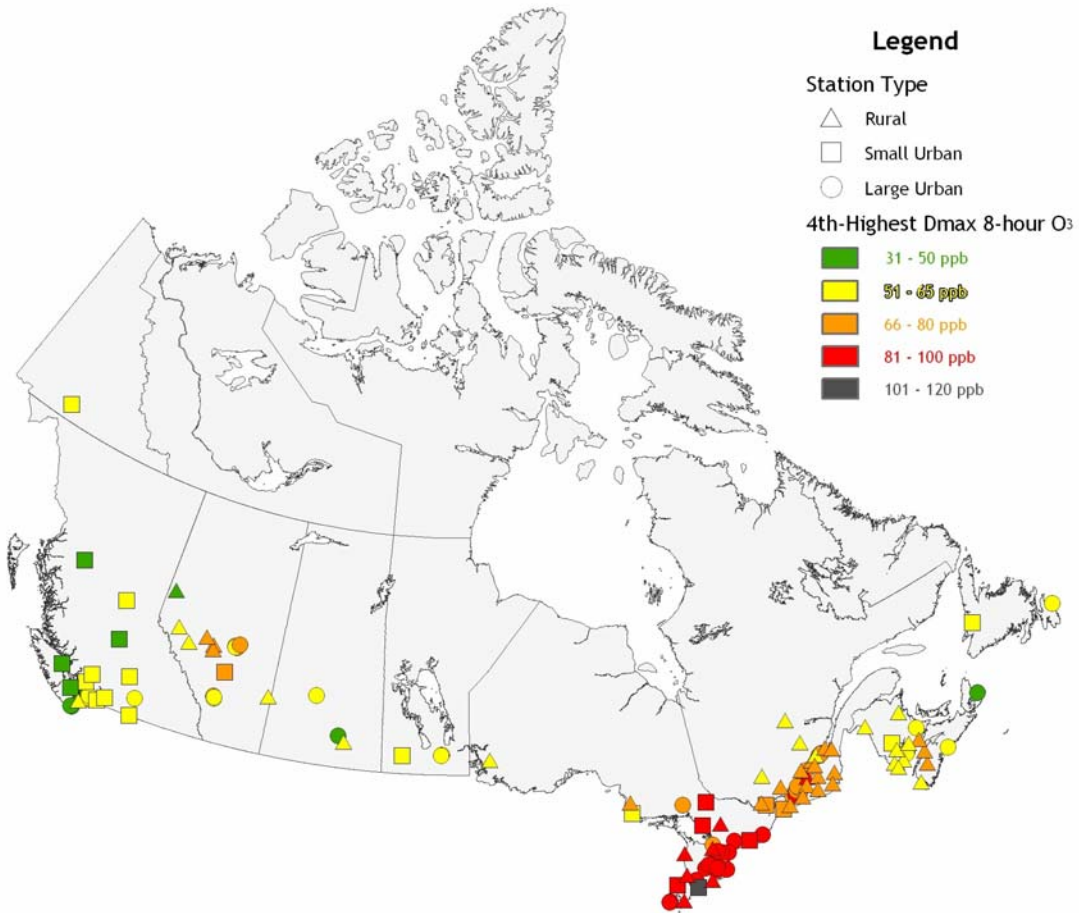 Legend
Station Type
Rural
Small Urban
Large Urban
4th-Highest Dmax 8-hour O3
31 - 50 ppb
51 - 65 ppb
66 - 80 ppb
81 - 100 ppb
101 - 120 ppb